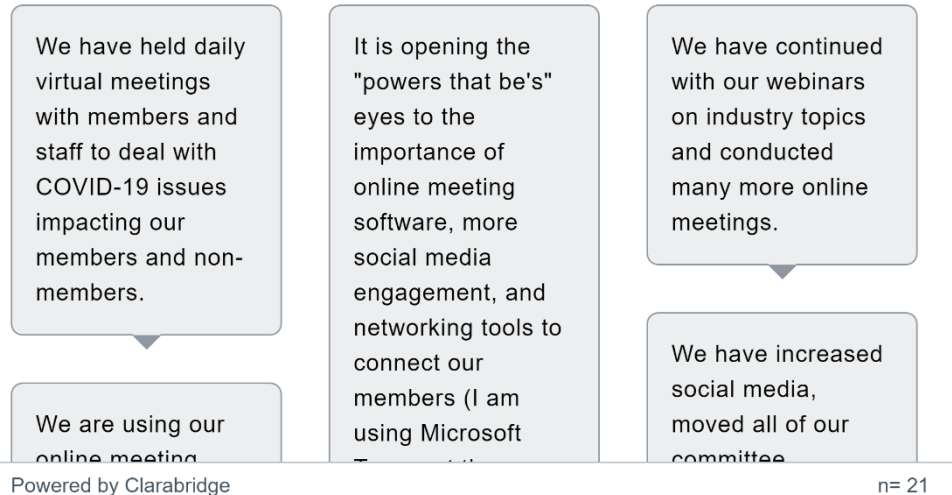 We have held daily
virtual meetings
with members and
staff to deal with
COVID-19 issues
impacting our
members and non-
members.
We are using our
online meeting
It is opening the
"powers that be's"
eyes to the
importance of
online meeting
software, more
social media
engagement, and
networking tools to
connect our
members (I am
using Microsoft
We have continued
with our webinars
on industry topics
and conducted
many more online
meetings.
We have increased
social media,
moved all of our
committee
Powered by Clarabridge
n= 21